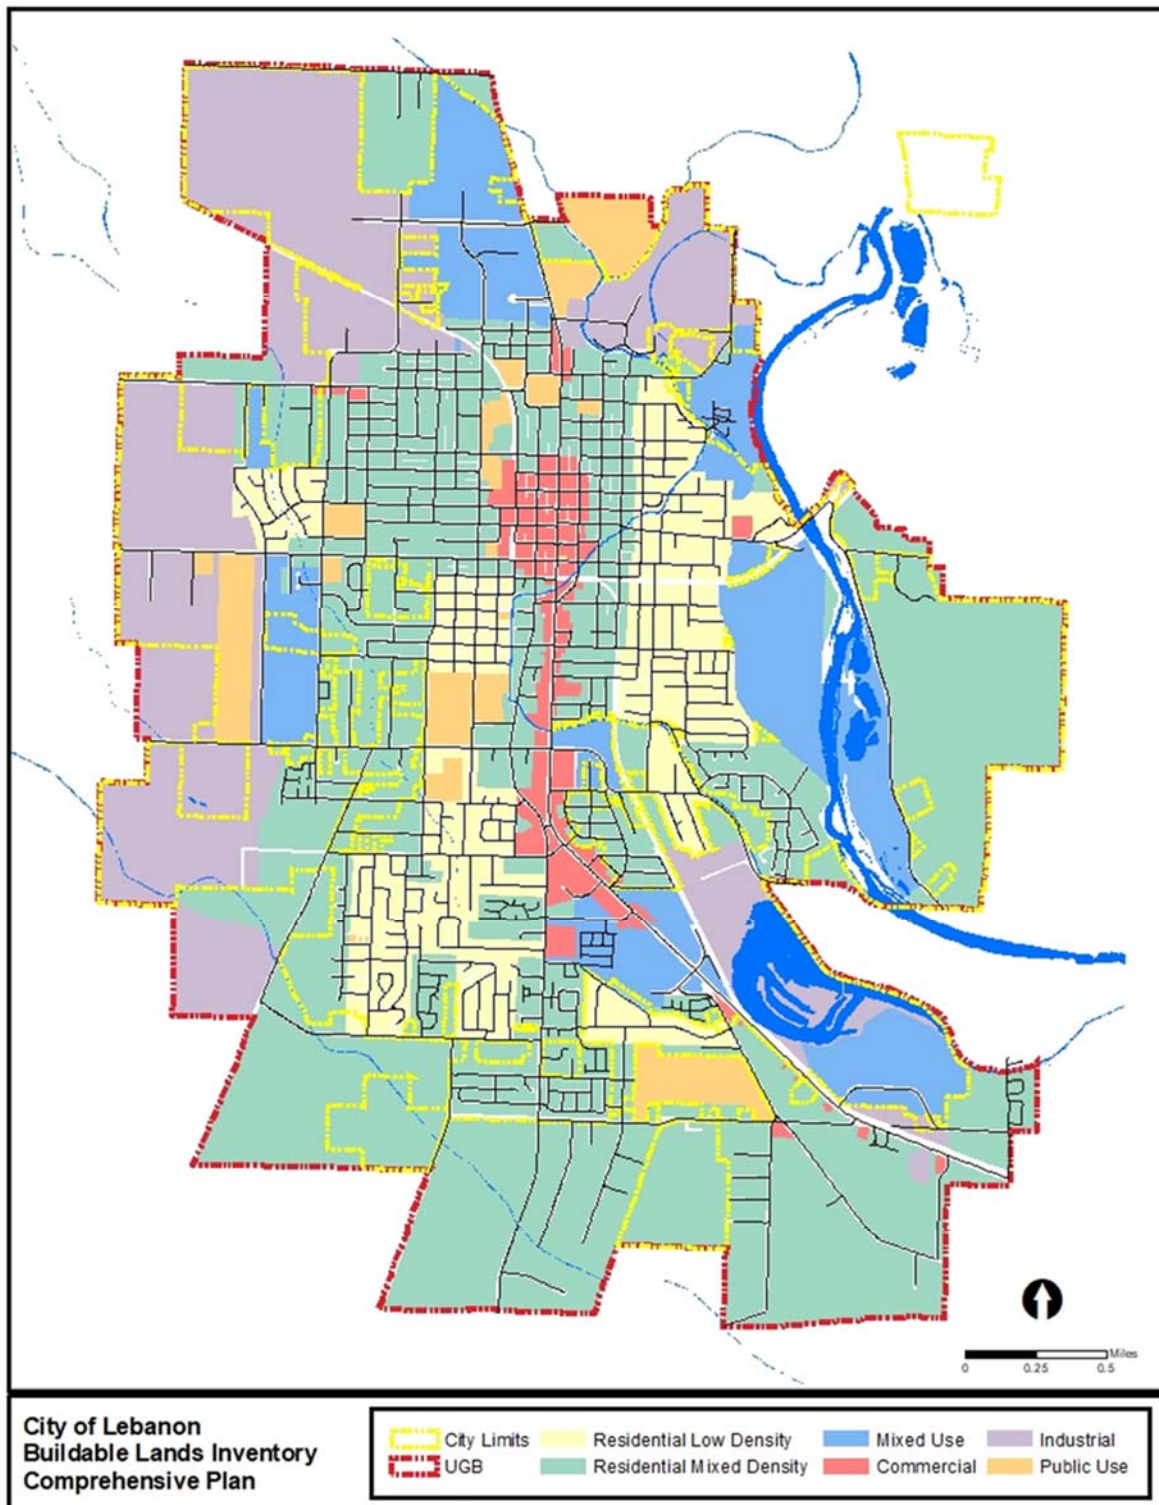 Miles
0 0.25 0.5
City of Lebanon
Buildable Lands Inventory
Comprehensive Plan
City Limits Residential Low Density Mixed Use Industrial
UGB Residential Mixed Density Commercial Public Use